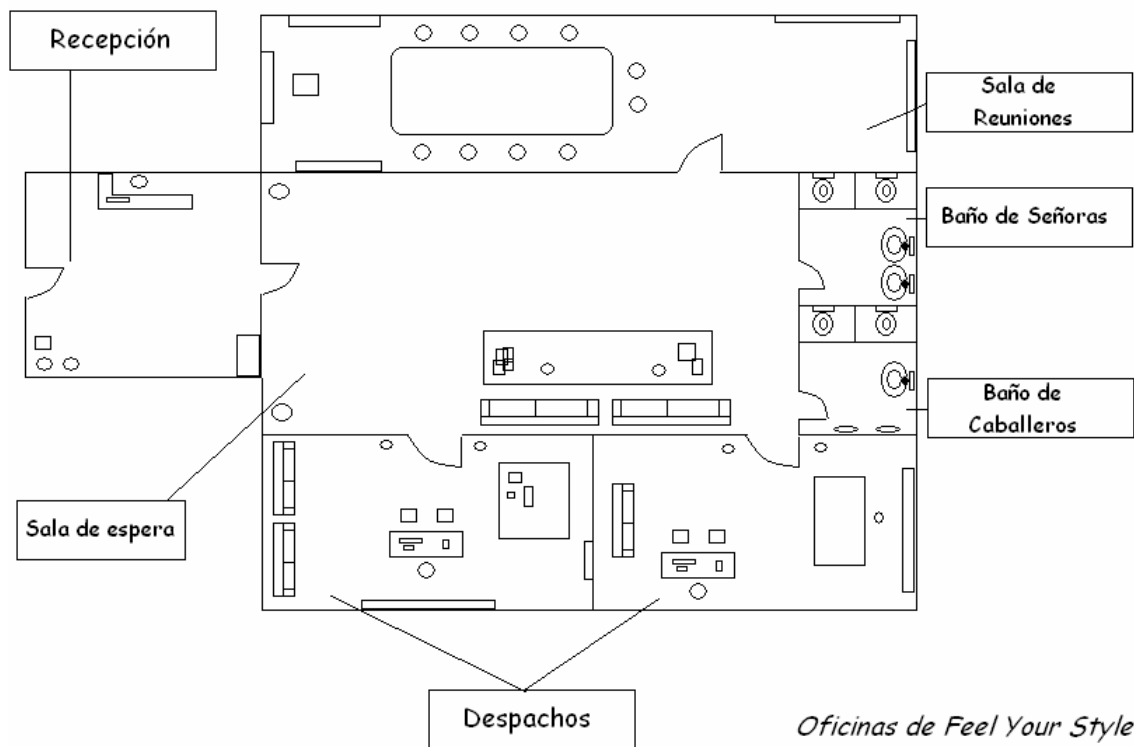 Recepción
Sala de
Reuniones
Baño de Señoras
Baño de
Caballeros
Sala de espera
Despachos
Oficinas de Feel Your Style